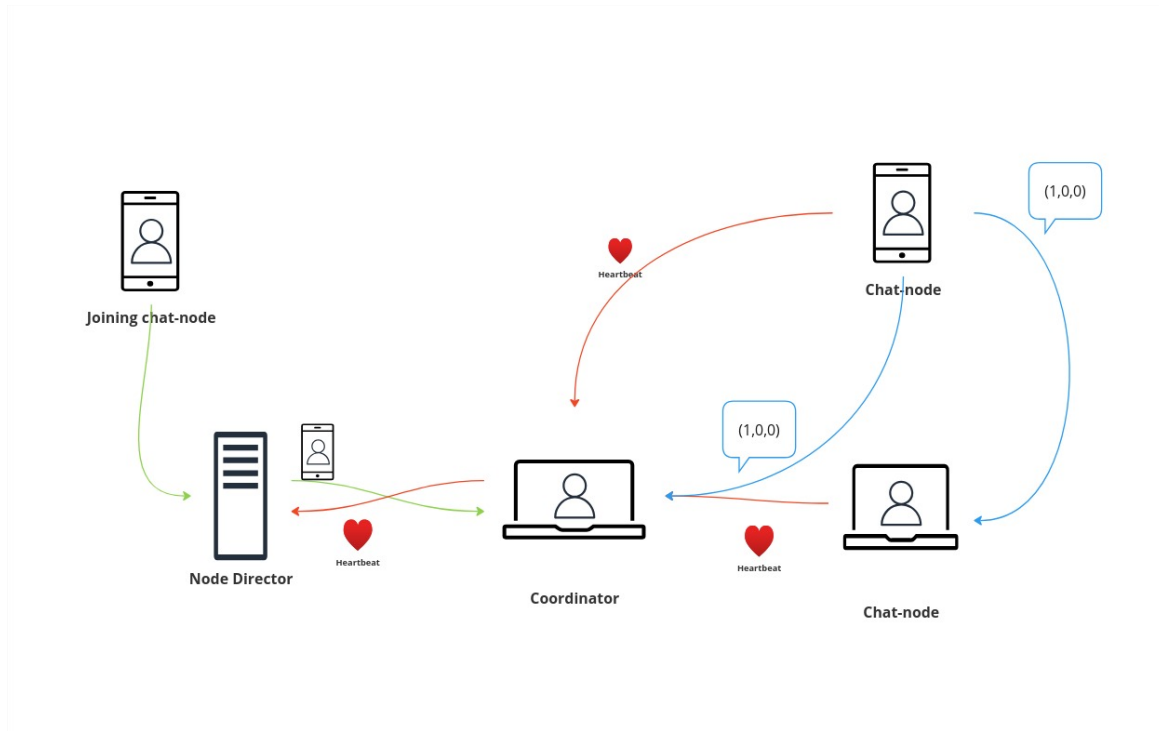 (1,0,0)
Heartbeat
Chat-node
Joining chat-node
(1,0,0)
Heartbeat
Heartbeat
Node Director
Coordinator
Chat-node